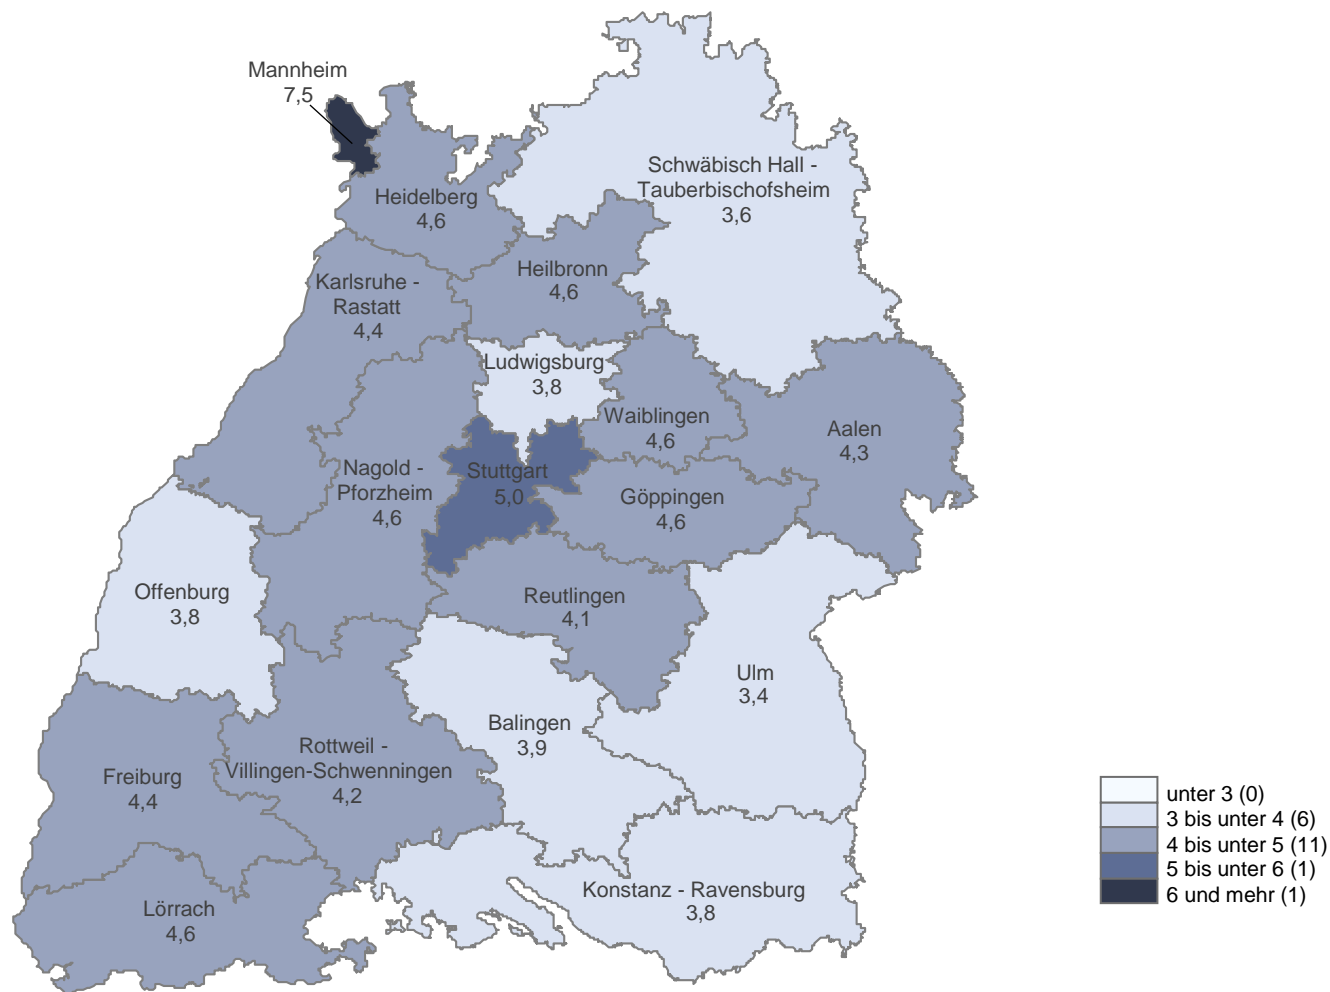 Mannheim
7,5
Schwäbisch Hall -
Tauberbischofsheim
3,6
Heidelberg
4,6
Heilbronn
4,6
Karlsruhe -
Rastatt
4,4
Ludwigsburg
3,8
Waiblingen
4,6
Aalen
4,3
Nagold -
Pforzheim
4,6
Stuttgart
5,0
Göppingen
4,6
Offenburg
3,8
Reutlingen
4,1
Ulm
3,4
Balingen
3,9
Rottweil -
Villingen-Schwenningen
4,2
Freiburg
4,4
Konstanz - Ravensburg
3,8
Lörrach
4,6
unter 3 (0)
3 bis unter 4 (6)
4 bis unter 5 (11)
5 bis unter 6 (1)
6 und mehr (1)